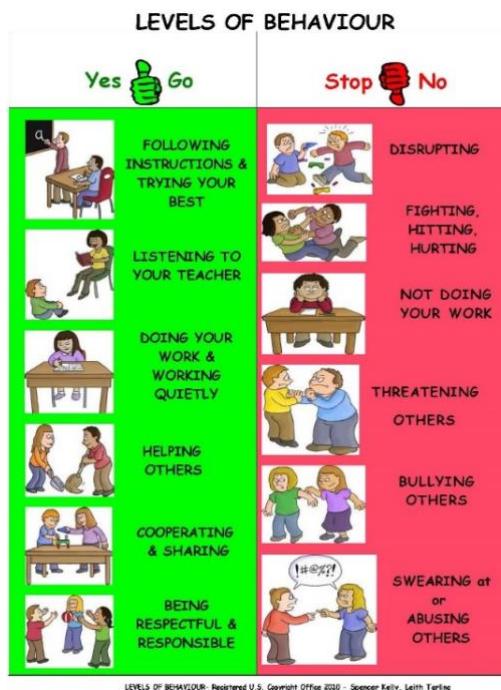 LEVELS OF BEHAVIOUR
Yes Go
Stop No
a
FOLLOWING
INSTRUCTIONS &
TRYING YOUR
BEST
LISTENING TO
YOUR TEACHER
DOING YOUR
WORK &
WORKING
QUIETLY
HELPING
OTHERS
COOPERATING
& SHARING
BEING
RESPECTFUL &
RESPONSIBLE
DISRUPTING
FIGHTING,
HITTING,
HURTING
NOT DOING
YOUR WORK
THREATENING
OTHERS
BULLYING
OTHERS
!#@%?!
SWEARING at
or
ABUSING
OTHERS
LEVELS OF BEHAVIOUR- Registered U.S. Copyright Office 2010 - Spencer Kelly, Leith Tarling